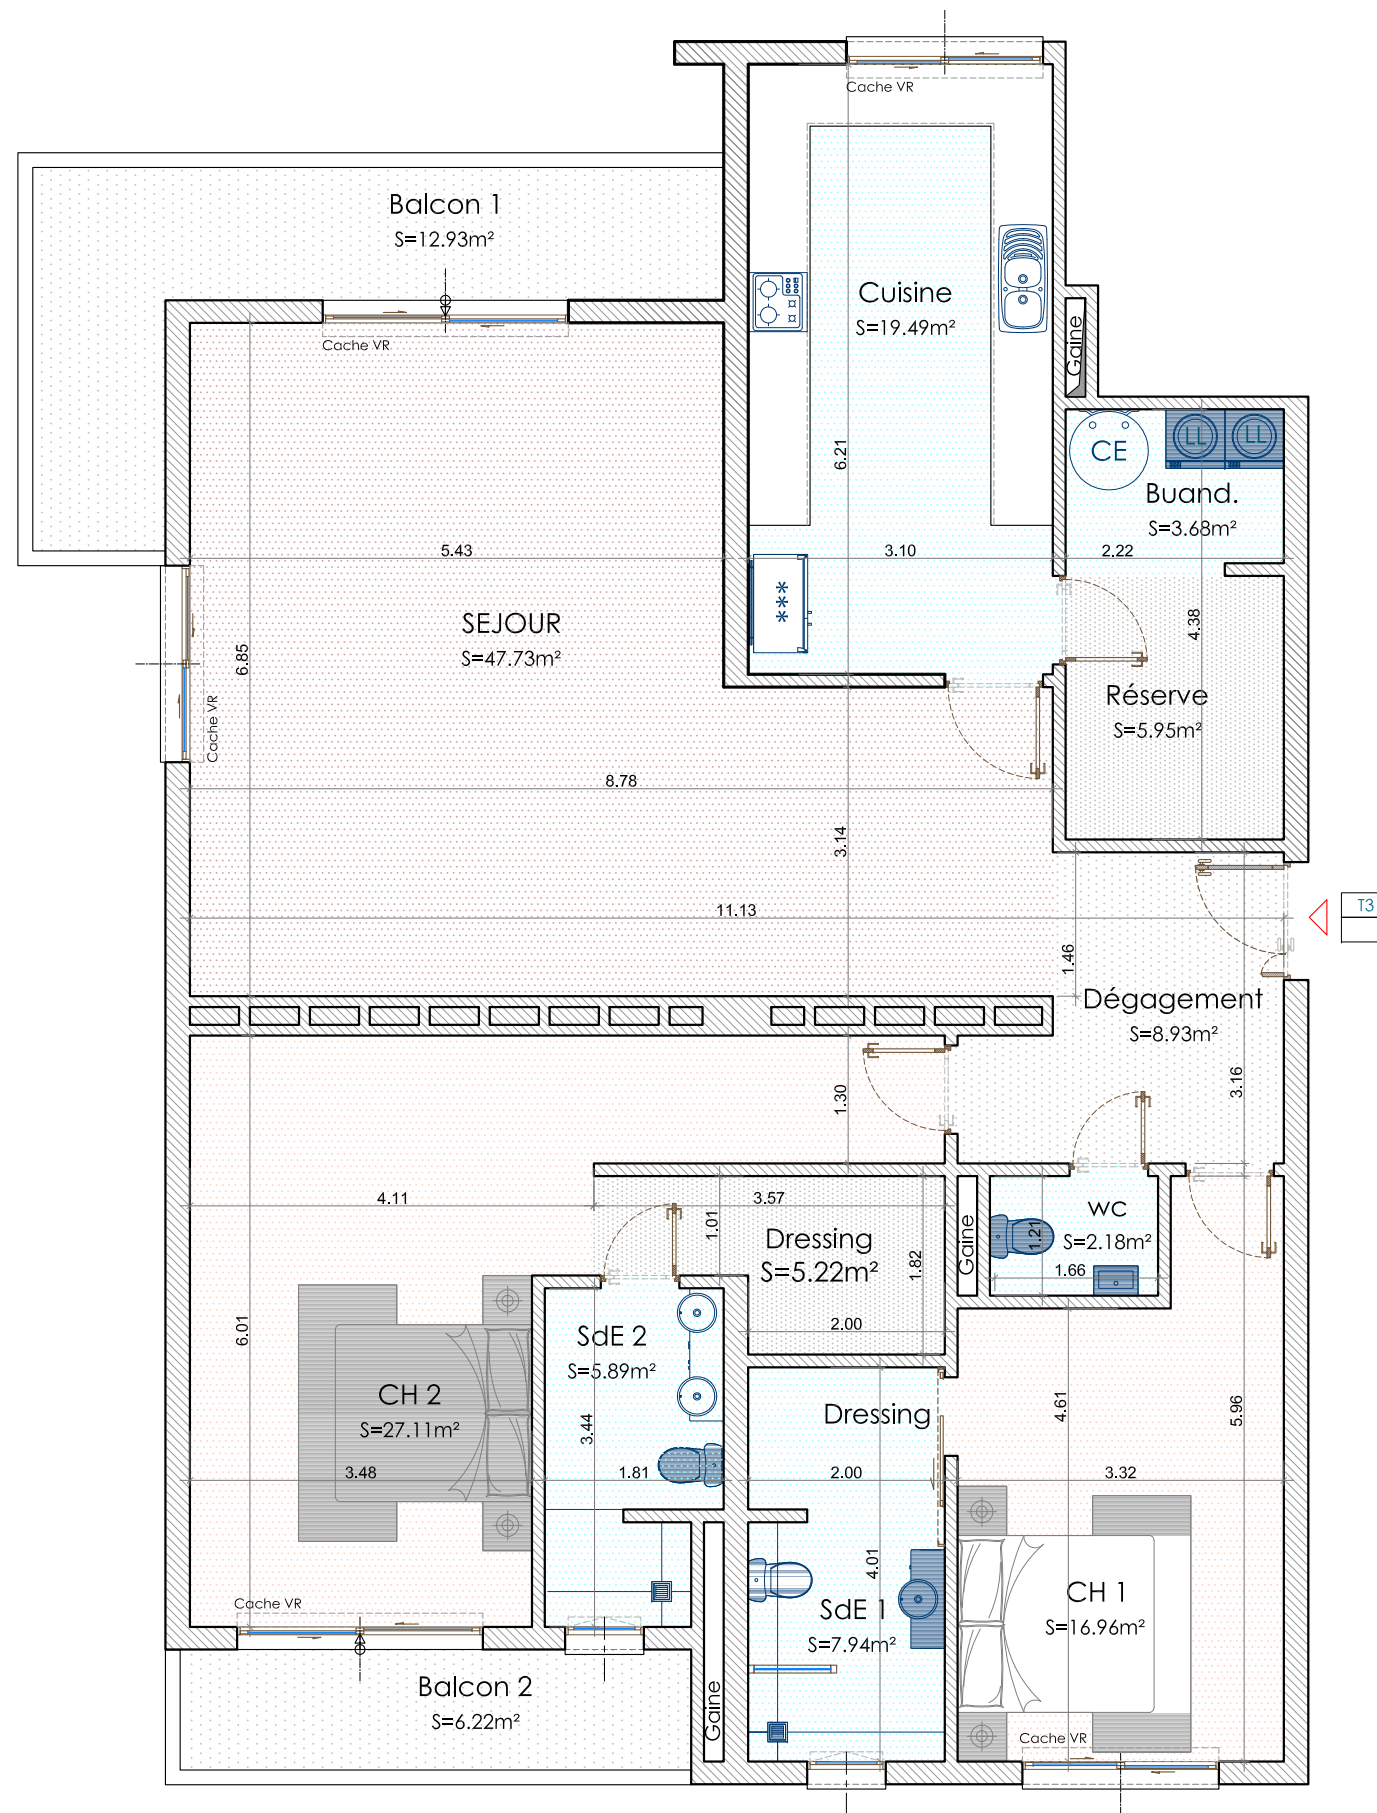 Cache VR
Balcon 1
S=12.93m²
Cuisine
S=19.49m²
Gaine
Cache VR
CE
LL
LL
Buand.
S=3.68m²
6.21
5.43
3.10
2.22
SEJOUR
S=47.73m²
6.85
4.38
Réserve
S=5.95m²
Cache VR
8.78
3.14
11.13
T3
1.46
Dégagement
S=8.93m²
1.30
3.16
4.11
3.57
1.01
Dressing
S=5.22m²
1.82
Gaine
WC
S=2.18m²
1.21
1.66
6.01
2.00
SdE 2
S=5.89m²
CH 2
S=27.11m²
3.44
Dressing
4.61
5.96
3.48
1.81
2.00
3.32
4.01
Cache VR
SdE 1
S=7.94m²
CH 1
S=16.96m²
Balcon 2
S=6.22m²
Gaine
Cache VR